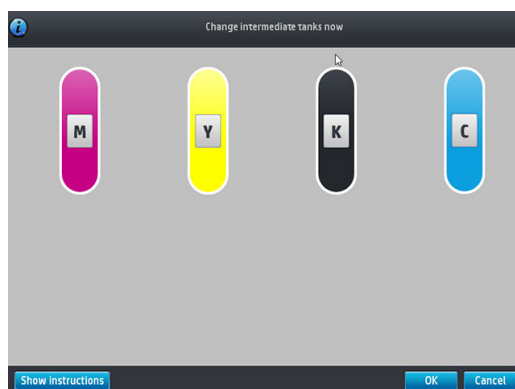 Change intermediate tanks now
M Y K C
Show instructions OK Cancel